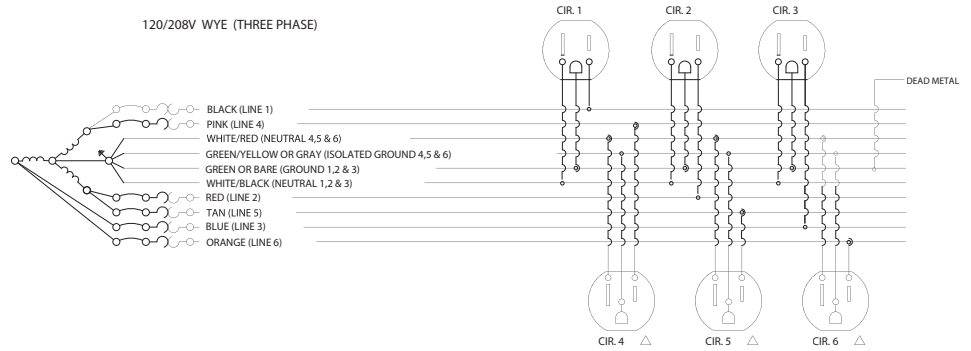 CIR. 1
CIR. 2
CIR. 3
120/208V WYE (THREE PHASE)
DEAD METAL
BLACK (LINE 1)
PINK (LINE 4)
WHITE/RED (NEUTRAL 4,5 & 6)
GREEN/YELLOW OR GRAY (ISOLATED GROUND 4,5 & 6)
GREEN OR BARE (GROUND 1,2 & 3)
WHITE/BLACK (NEUTRAL 1,2 & 3)
RED (LINE 2)
TAN (LINE 5)
BLUE (LINE 3)
ORANGE (LINE 6)
CIR. 4
CIR. 5
CIR. 6